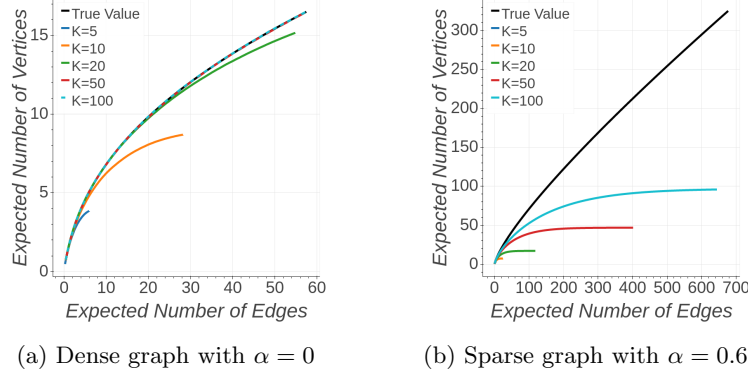 Expected Number of Vertices
15
10
5
0
True Value
K=5
K=10
K=20
K=50
K=100
0 10 20 30 40 50 60
Expected Number of Edges
(a) Dense graph with α = 0
Expected Number of Vertices
300
250
200
150
100
50
0
True Value
K=5
K=10
K=20
K=50
K=100
0 100 200 300 400 500 600 700
Expected Number of Edges
(b) Sparse graph with α = 0.6